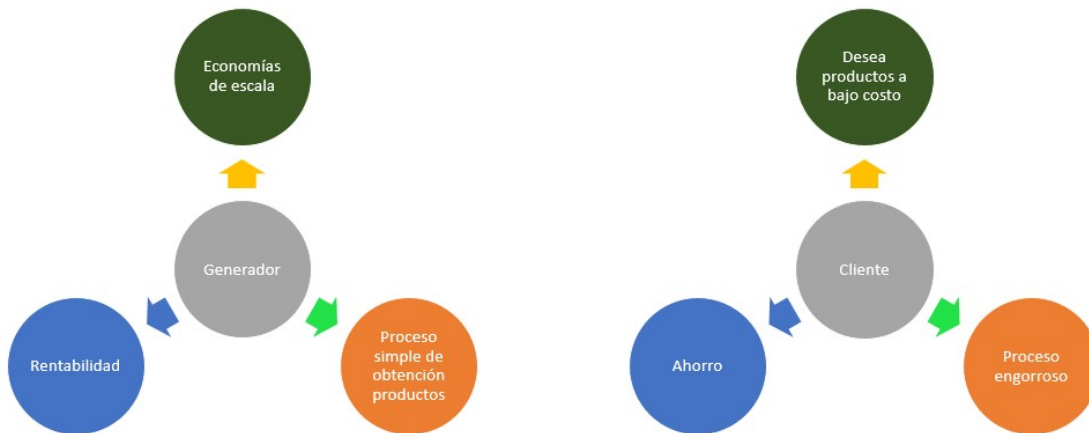 Economías
de escala
Generador
Rentabilidad
Proceso
simple de
obtención
productos
Desea
productos a
bajo costo
Cliente
Ahorro
Proceso
engorroso